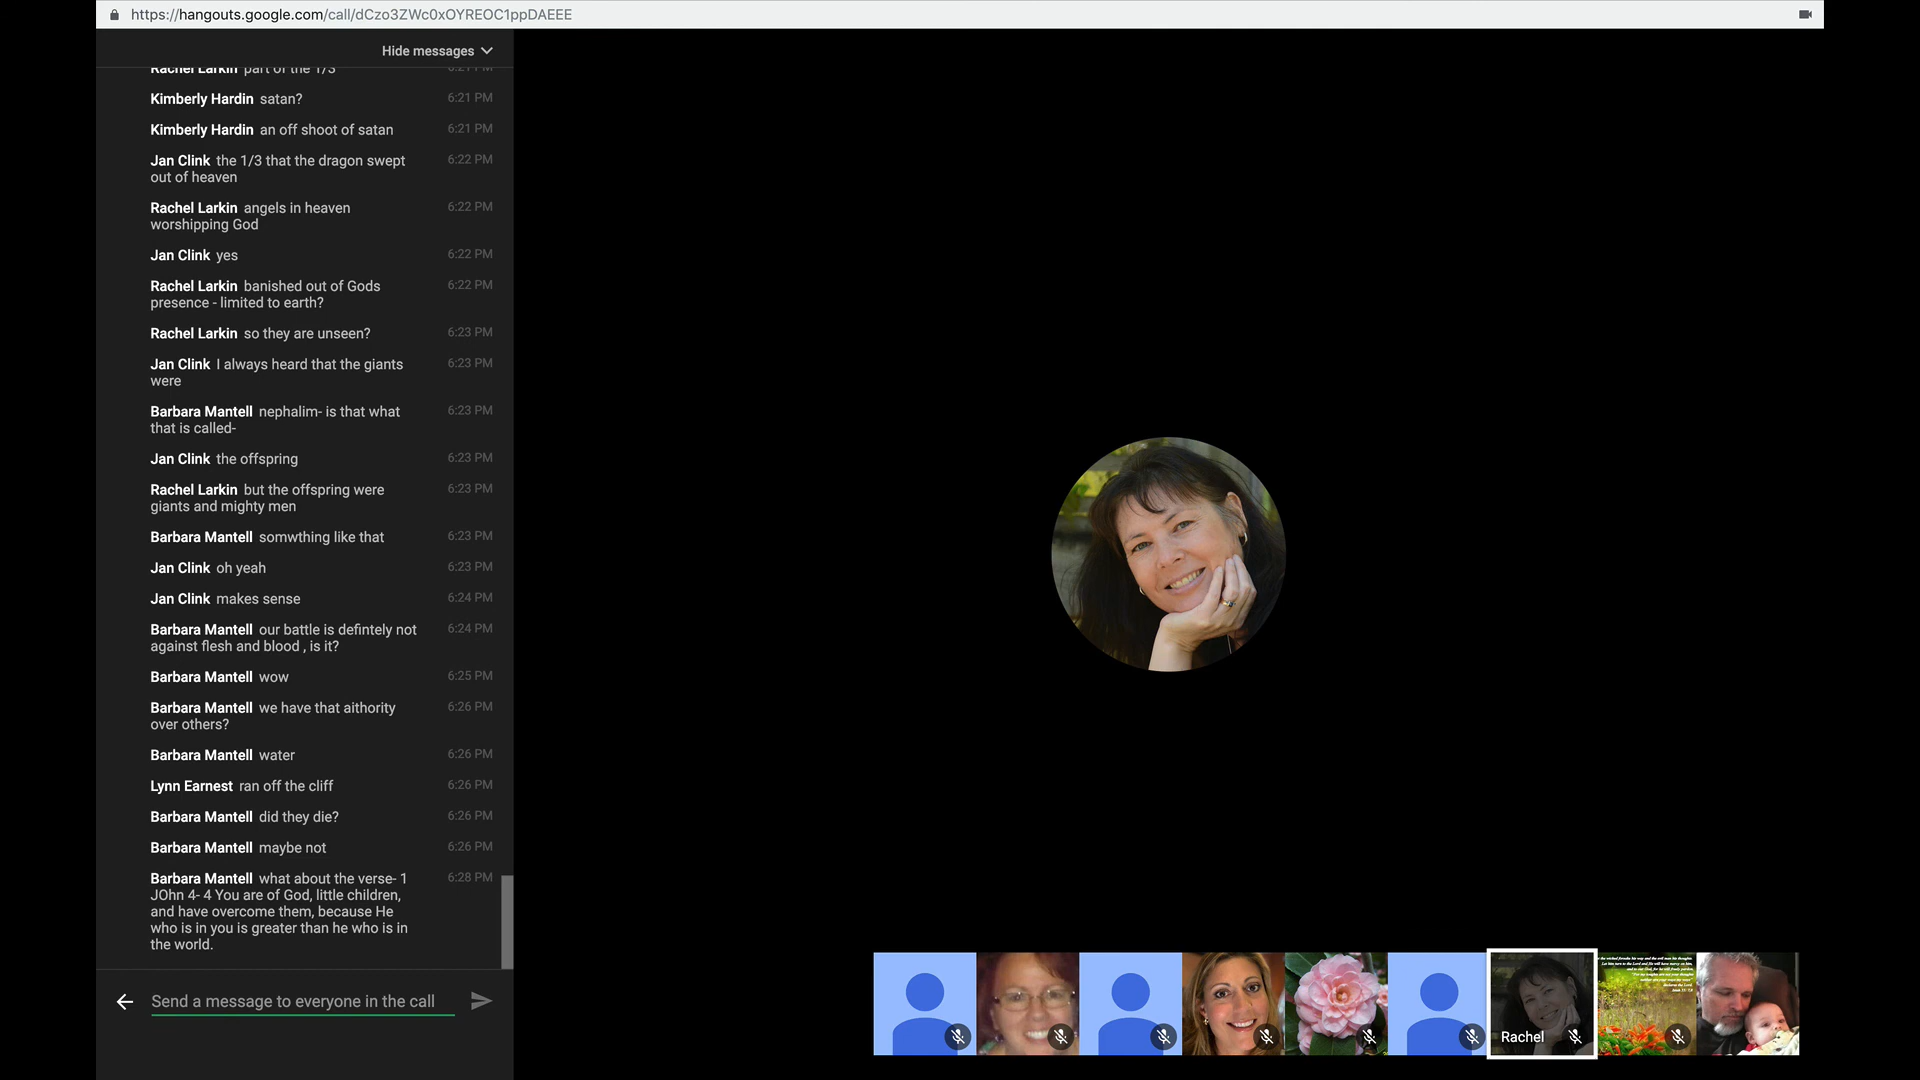 https://hangouts.google.com/call/dCzo3ZWc0xOYREOC1ppDAEEE
Hide messages
Rachel Larkin part of the 1/3 6:21 PM
Kimberly Hardin satan? 6:21 PM
Kimberly Hardin an off shoot of satan 6:21 PM
Jan Clink the 1/3 that the dragon swept 6:22 PM
out of heaven
Rachel Larkin angels in heaven 6:22 PM
worshipping God
Jan Clink yes 6:22 PM
Rachel Larkin banished out of Gods 6:22 PM
presence - limited to earth?
Rachel Larkin so they are unseen? 6:23 PM
Jan Clink I always heard that the giants 6:23 PM
were
Barbara Mantell nephalim- is that what 6:23 PM
that is called-
Jan Clink the offspring 6:23 PM
Rachel Larkin but the offspring were 6:23 PM
giants and mighty men
Barbara Mantell somwthing like that 6:23 PM
Jan Clink oh yeah 6:23 PM
Jan Clink makes sense 6:24 PM
Barbara Mantell our battle is defintely not 6:24 PM
against flesh and blood , is it?
Barbara Mantell wow 6:25 PM
Barbara Mantell we have that aithority 6:26 PM
over others?
Barbara Mantell water 6:26 PM
Lynn Earnest ran off the cliff 6:26 PM
Barbara Mantell did they die? 6:26 PM
Barbara Mantell maybe not 6:26 PM
Barbara Mantell what about the verse- 1 6:28 PM
JOhn 4- 4 You are of God, little children,
and have overcome them, because He
who is in you is greater than he who is in
the world.
Send a message to everyone in the call
Rachel